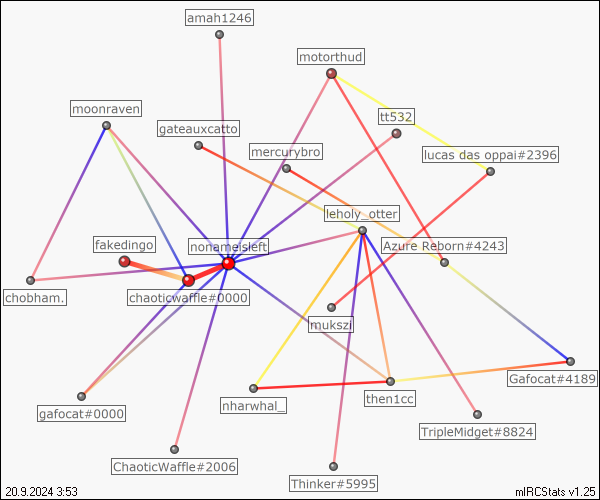 amah1246
motorthud
moonraven
tt532
gateauxcatto
mercurybro
lucas das oppai#2396
leholy_otter
fakedingo
nonameisleft
Azure Reborn#4243
chobham.
chaoticwaffle#0000
mukszi
Gafocat#4189
then1cc
nharwhal_
gafocat#0000
TripleMidget#8824
ChaoticWaffle#2006
Thinker#5995
20.9.2024 3:53
mIRCStats v1.25